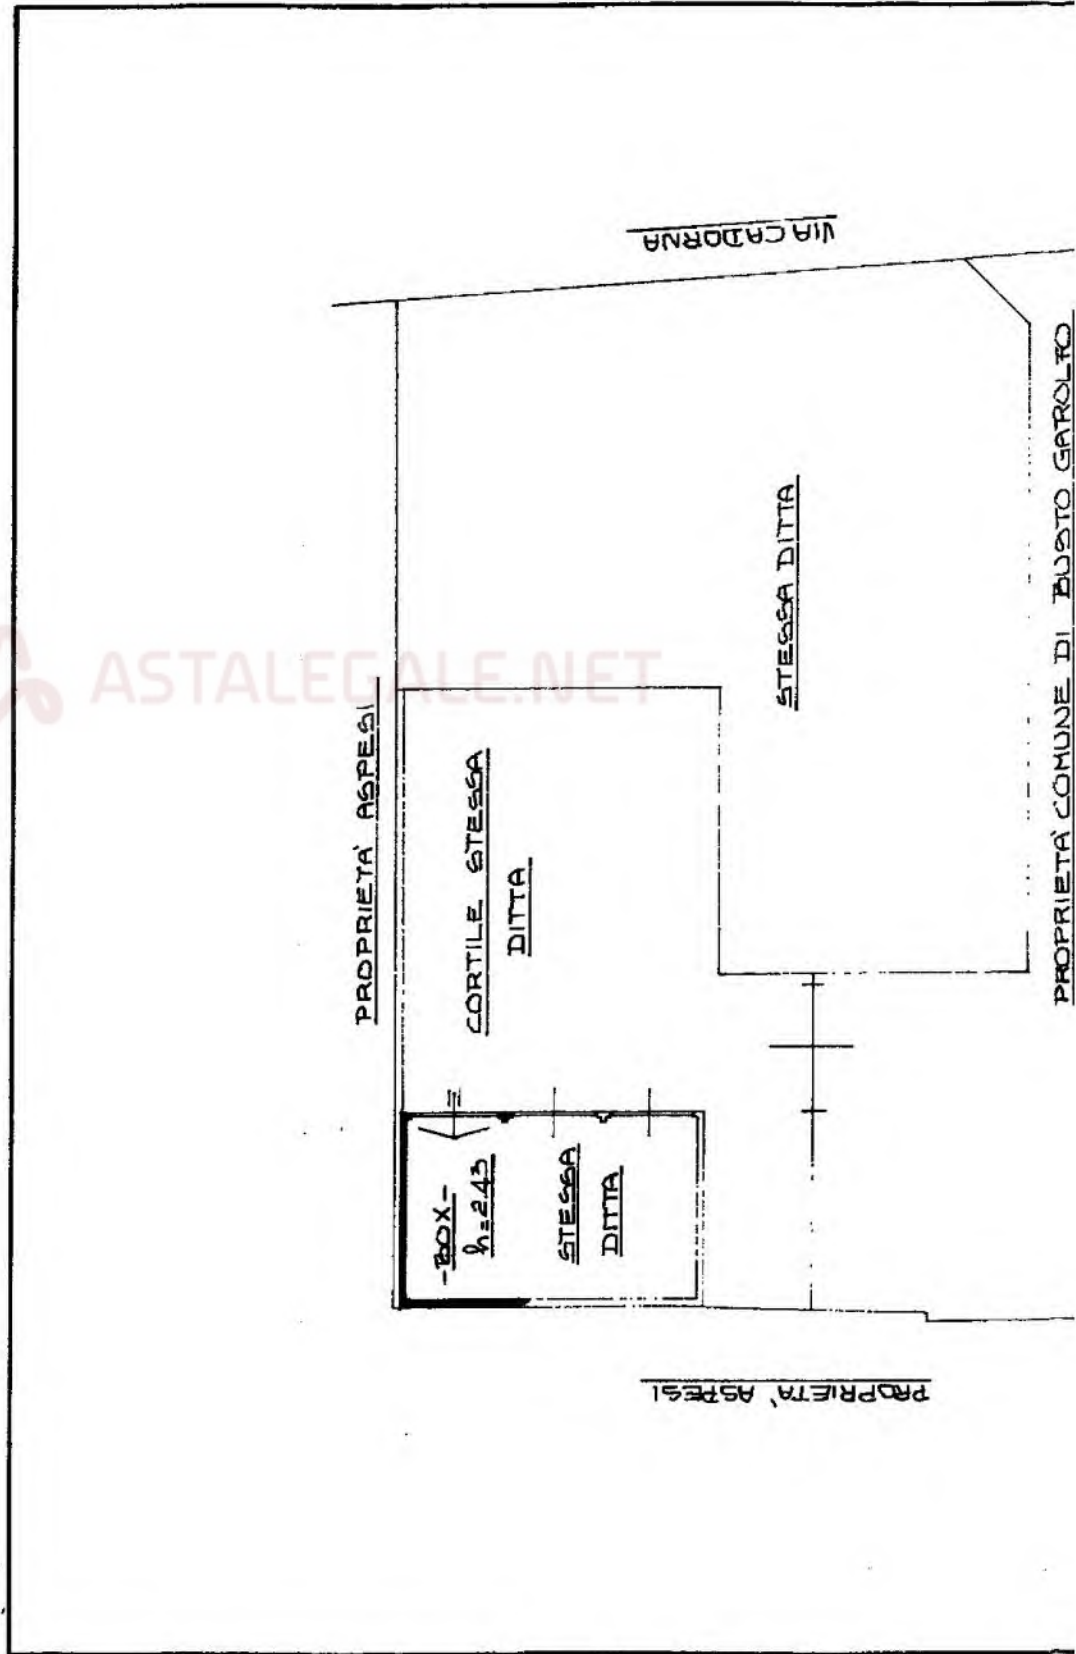 VIA CADORNA
PROPRIETA' ASPESI
CORTILE STESSA
DITTA
STESSA DITTA
PROPRIETA' COMUNE DI BUSTO GAROLFO
-BOX-
h=2.43
STESSA
DITTA
PROPRIETA' ASPESI
ASTALEGALE.NET